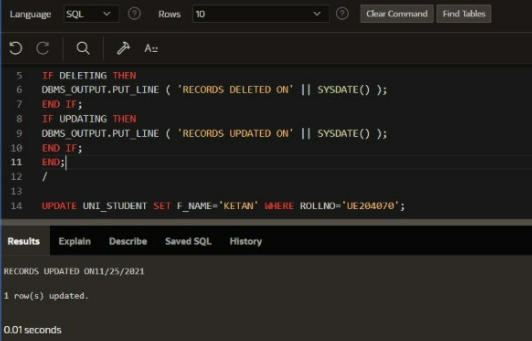 Language SQL Rows 10 Clear Command Find Tables
5 IF DELETING THEN
6 DBMS_OUTPUT.PUT_LINE ( 'RECORDS DELETED ON' || SYSDATE() );
7 END IF;
8 IF UPDATING THEN
9 DBMS_OUTPUT.PUT_LINE ( 'RECORDS UPDATED ON' || SYSDATE() );
10 END IF;
11 END;
12 /
13
14 UPDATE UNI_STUDENT SET F_NAME='KETAN' WHERE ROLLNO='UE204070';
Results Explain Describe Saved SQL History
RECORDS UPDATED ON11/25/2021
1 row(s) updated.
0.01 seconds